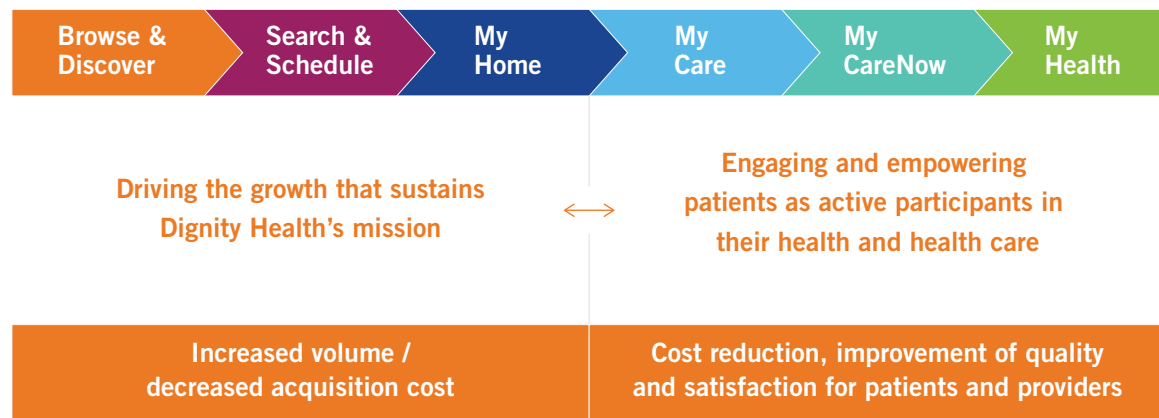 Browse &
Discover
Search &
Schedule
My
Home
My
Care
My
CareNow
My
Health
Driving the growth that sustains
Dignity Health’s mission
Engaging and empowering
patients as active participants in
their health and health care
Increased volume /
decreased acquisition cost
Cost reduction, improvement of quality
and satisfaction for patients and providers